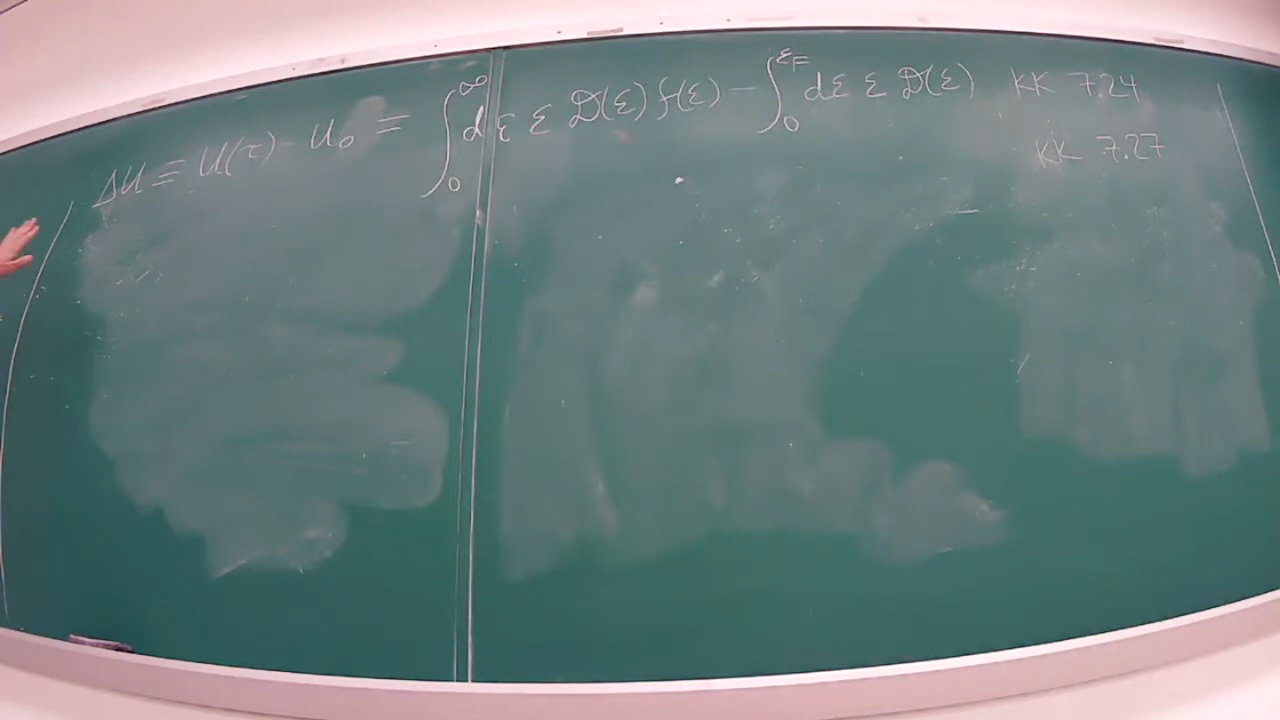 ΔU ≡ U(τ) - U₀ = ∫₀^∞ dε ε D(ε) f(ε) - ∫₀^εF dε ε D(ε) KK 7.24
KK 7.27